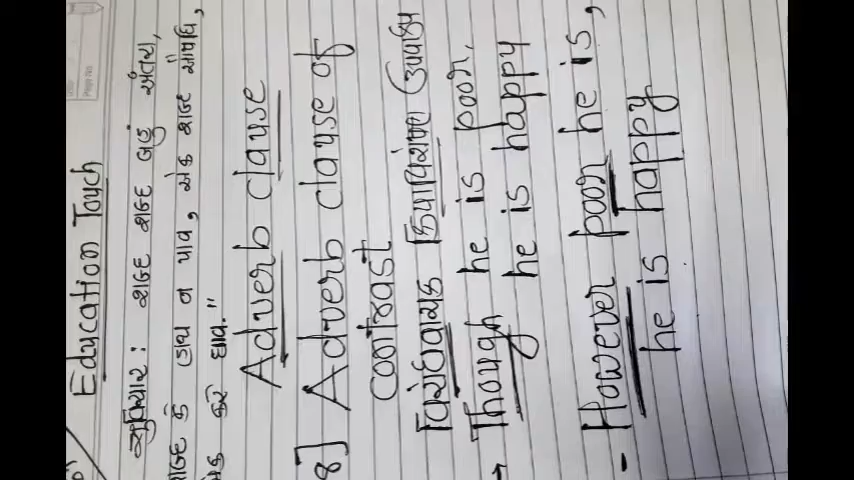 Education Touch
સુવિચાર : શબ્દ શબ્દ બહું અંતરા,
શબ્દ કે હાથ ન પાવ, એક શબ્દ ઔષધિ,
એક કરે ઘાવ."
Adverb clause
8] Adverb clause of
contrast
વિરોધવાચક ક્રિયાવિશેષણ ઉપવાક્ય
→ Though he is poor,
he is happy
- However poor he is,
he is happy